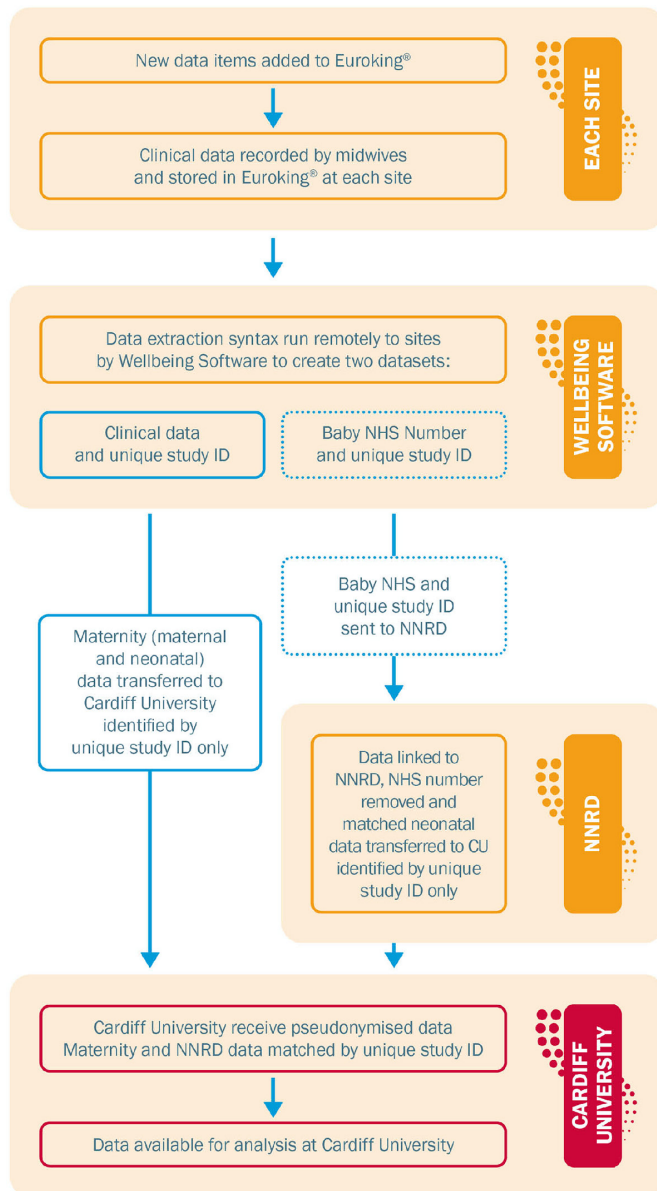 New data items added to Euroking®
Clinical data recorded by midwives
and stored in Euroking® at each site
EACH SITE
Data extraction syntax run remotely to sites
by Wellbeing Software to create two datasets:
Clinical data
and unique study ID
Baby NHS Number
and unique study ID
WELLBEING
SOFTWARE
Baby NHS and
unique study ID
sent to NNRD
Maternity (maternal
and neonatal)
data transferred to
Cardiff University
identified by
unique study ID only
Data linked to
NNRD, NHS number
removed and
matched neonatal
data transferred to CU
identified by unique
study ID only
NNRD
Cardiff University receive pseudonymised data
Maternity and NNRD data matched by unique study ID
Data available for analysis at Cardiff University
CARDIFF
UNIVERSITY